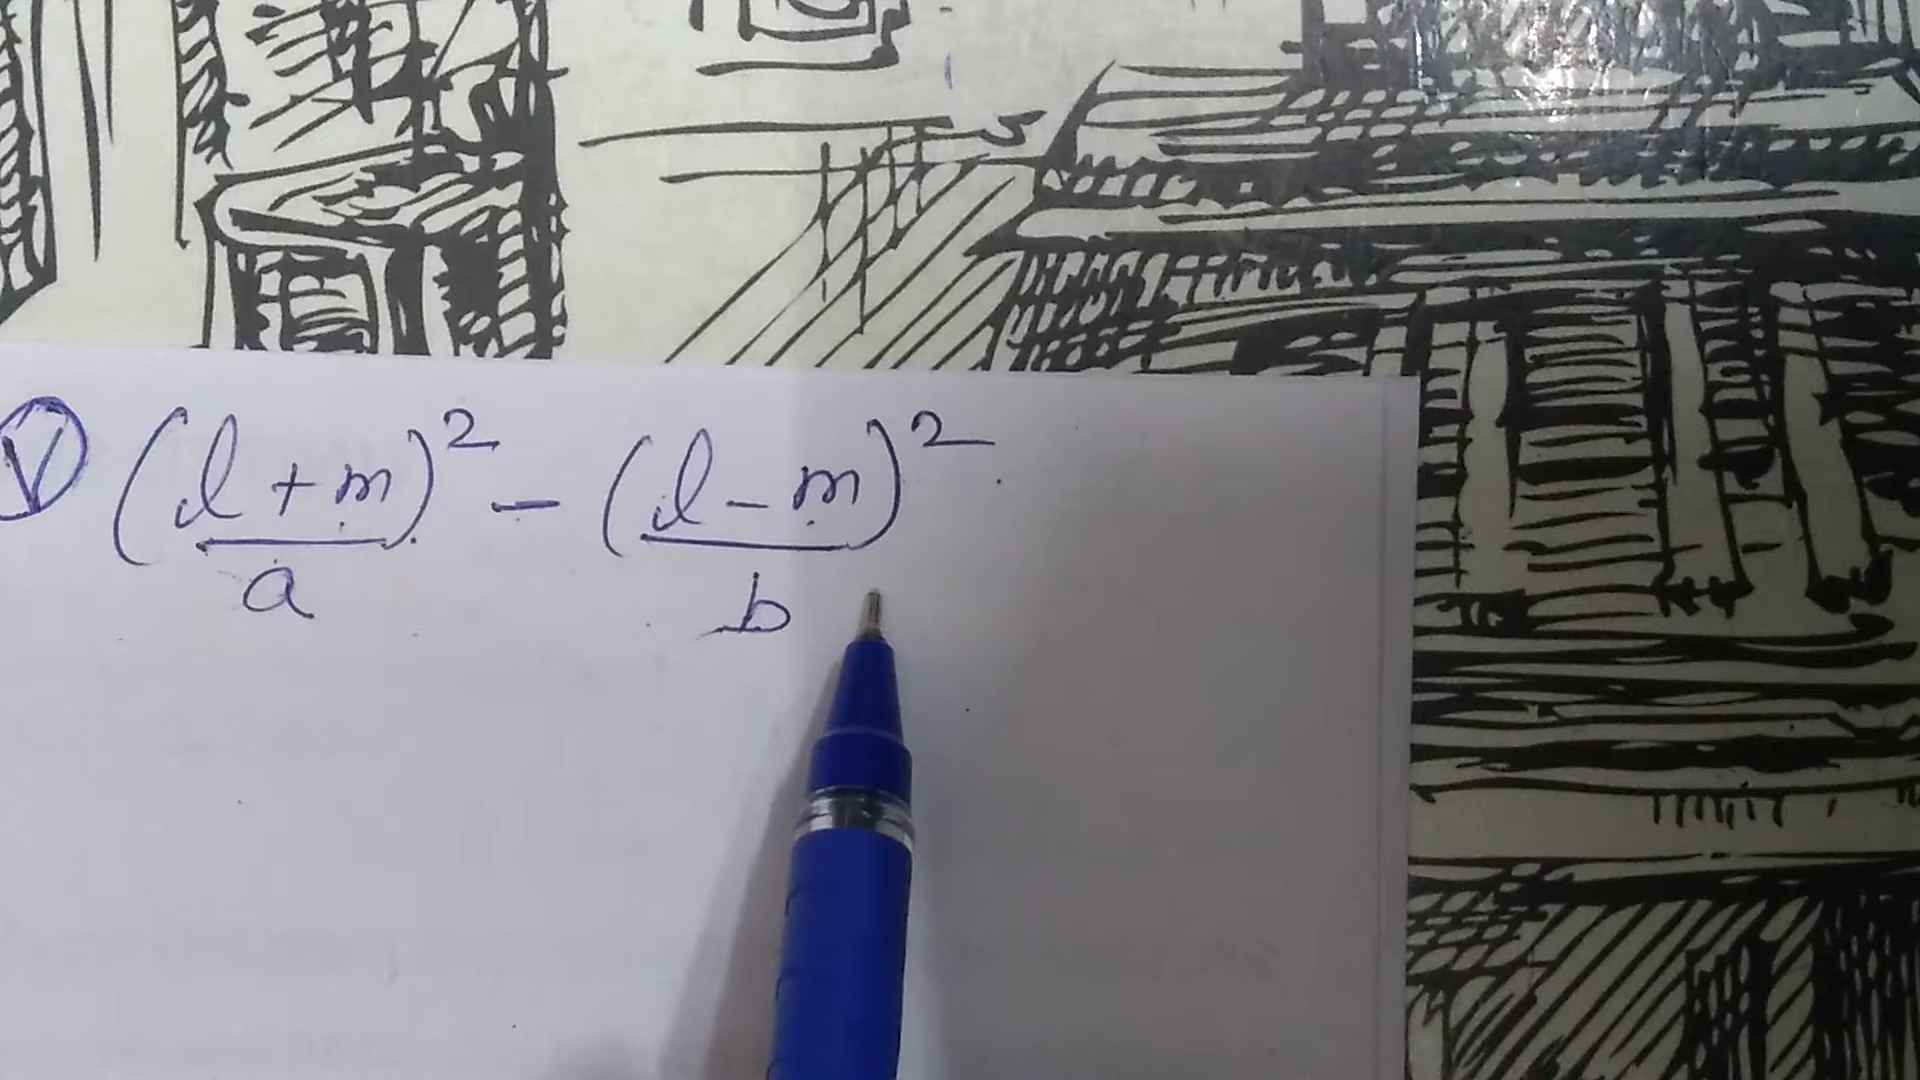 (V) (l + m)² − (l − m)²
a b